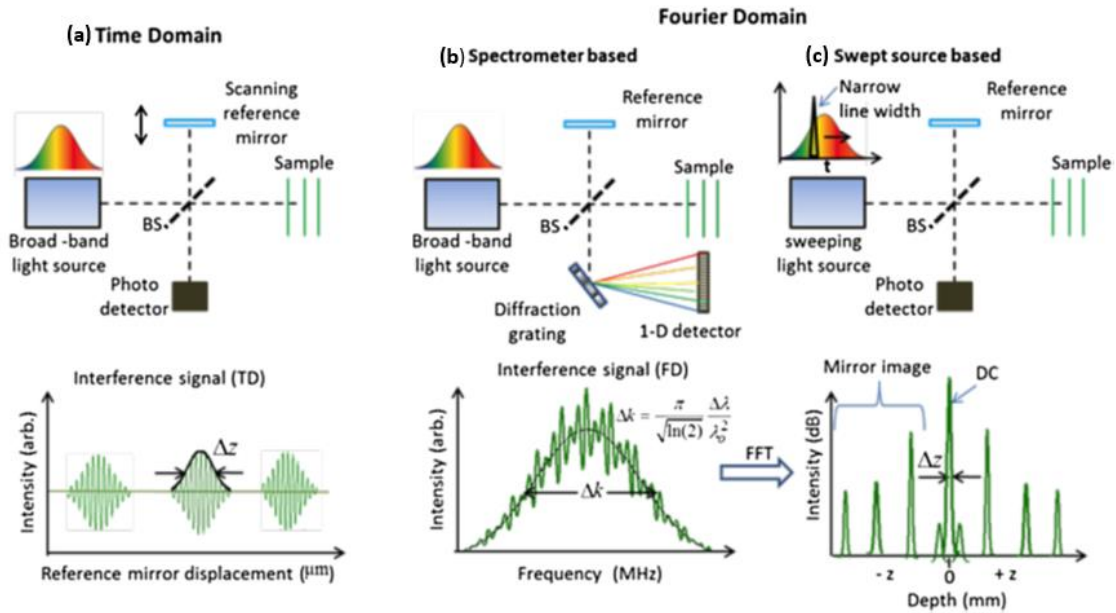 Fourier Domain
(a) Time Domain
(b) Spectrometer based
(c) Swept source based
Scanning
reference
mirror
Sample
BS
Broad -band
light source
Photo
detector
Reference
mirror
Sample
BS
Broad -band
light source
Diffraction
grating
1-D detector
Narrow
line width
t
Reference
mirror
Sample
BS
sweeping
light source
Photo
detector
Interference signal (TD)
Intensity (arb.)
Δz
Reference mirror displacement (µm)
Interference signal (FD)
Intensity (arb.)
Δk = π/√ln(2) Δλ/λ₀²
Δk
Frequency (MHz)
FFT
Mirror image
DC
Intensity (dB)
Δz
- z 0 + z
Depth (mm)